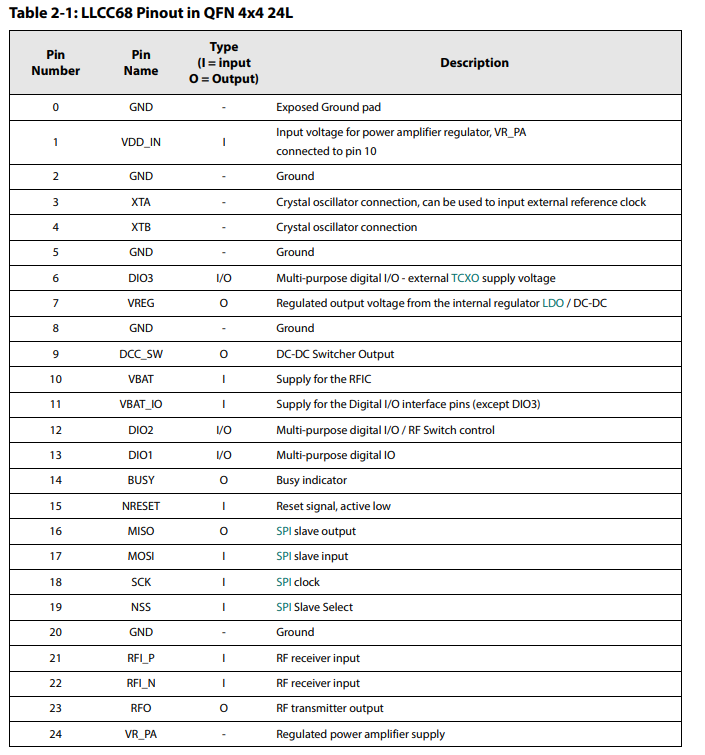 Table 2-1: LLCC68 Pinout in QFN 4x4 24L
Pin Number Pin Name Type (I = input O = Output) Description
0 GND - Exposed Ground pad
1 VDD_IN I Input voltage for power amplifier regulator, VR_PA
connected to pin 10
2 GND - Ground
3 XTA - Crystal oscillator connection, can be used to input external reference clock
4 XTB - Crystal oscillator connection
5 GND - Ground
6 DIO3 I/O Multi-purpose digital I/O - external TCXO supply voltage
7 VREG O Regulated output voltage from the internal regulator LDO / DC-DC
8 GND - Ground
9 DCC_SW O DC-DC Switcher Output
10 VBAT I Supply for the RFIC
11 VBAT_IO I Supply for the Digital I/O interface pins (except DIO3)
12 DIO2 I/O Multi-purpose digital I/O / RF Switch control
13 DIO1 I/O Multi-purpose digital IO
14 BUSY O Busy indicator
15 NRESET I Reset signal, active low
16 MISO O SPI slave output
17 MOSI I SPI slave input
18 SCK I SPI clock
19 NSS I SPI Slave Select
20 GND - Ground
21 RFI_P I RF receiver input
22 RFI_N I RF receiver input
23 RFO O RF transmitter output
24 VR_PA - Regulated power amplifier supply